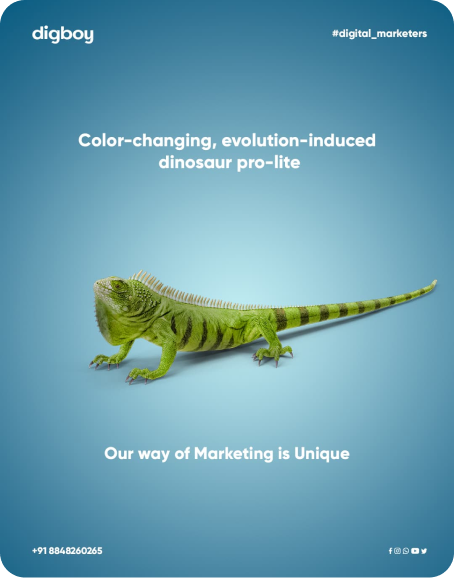 digboy
#digital_marketers
Color-changing, evolution-induced
dinosaur pro-lite
Our way of Marketing is Unique
+91 8848260265